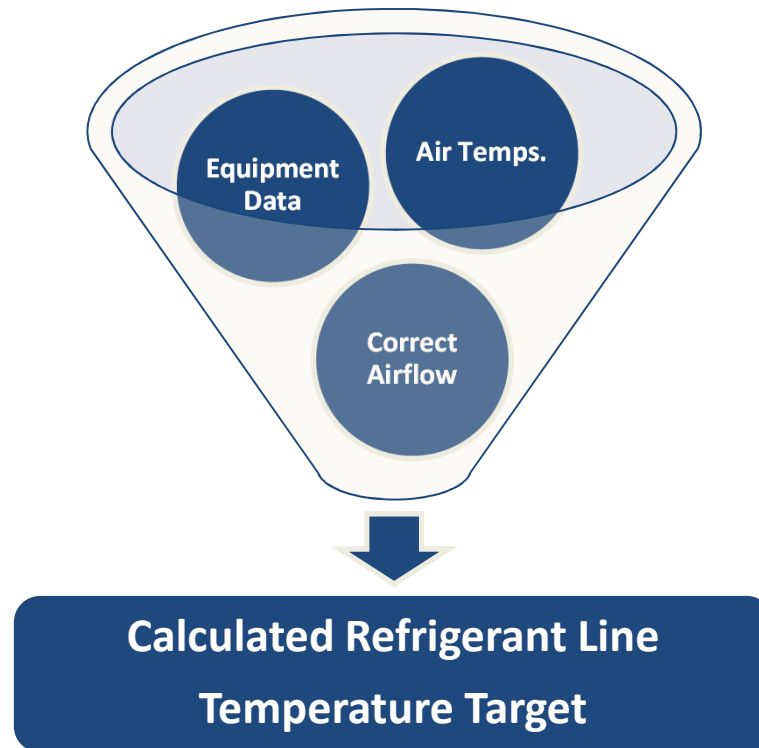 Equipment
Data
Air Temps.
Correct
Airflow
Calculated Refrigerant Line
Temperature Target